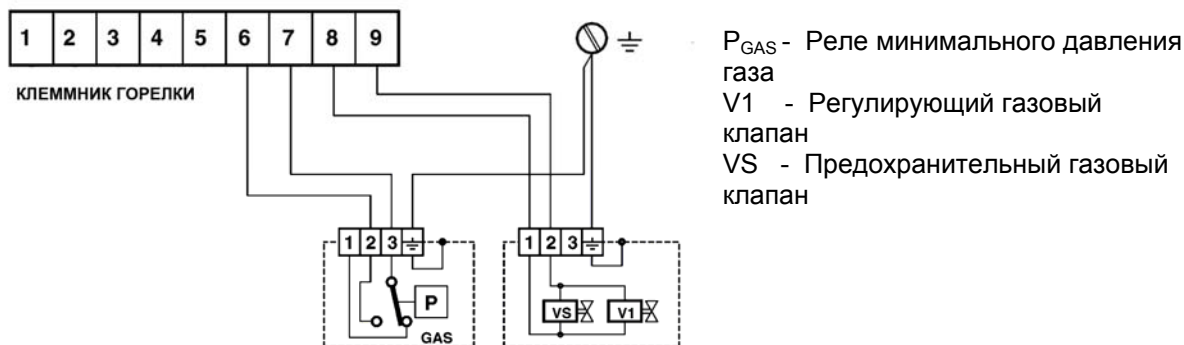 1 2 3 4 5 6 7 8 9
КЛЕММНИК ГОРЕЛКИ
1 2 3
P
GAS
1 2 3
VS V1
P_GAS - Реле минимального давления
газа
V1 - Регулирующий газовый
клапан
VS - Предохранительный газовый
клапан